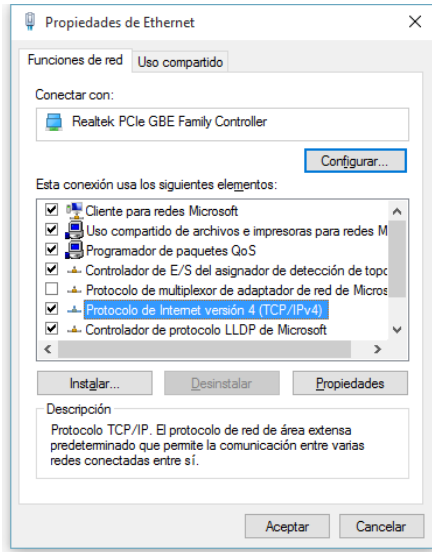 Propiedades de Ethernet
Funciones de red
Uso compartido
Conectar con:
Realtek PCIe GBE Family Controller
Configurar...
Esta conexión usa los siguientes elementos:
Cliente para redes Microsoft
Uso compartido de archivos e impresoras para redes M
Programador de paquetes QoS
Controlador de E/S del asignador de detección de topo
Protocolo de multiplexor de adaptador de red de Micros
Protocolo de Internet versión 4 (TCP/IPv4)
Controlador de protocolo LLDP de Microsoft
Instalar...
Desinstalar
Propiedades
Descripción
Protocolo TCP/IP. El protocolo de red de área extensa
predeterminado que permite la comunicación entre varias
redes conectadas entre sí.
Aceptar
Cancelar